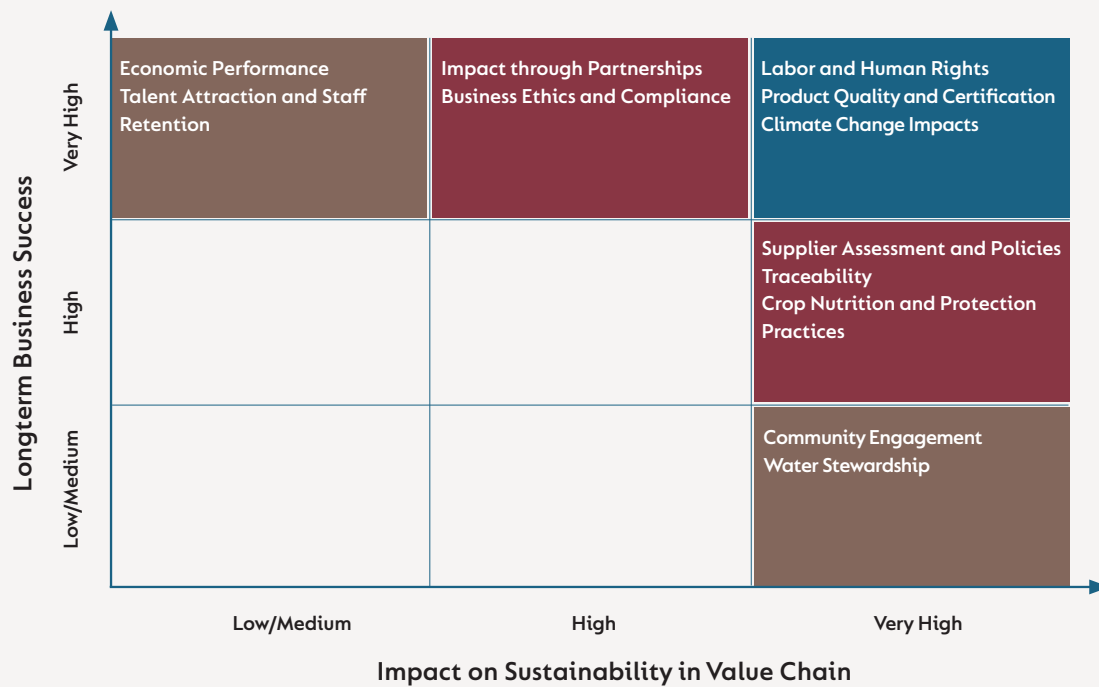 Longterm Business Success
Very High
High
Low/Medium
Economic Performance
Talent Attraction and Staff
Retention
Impact through Partnerships
Business Ethics and Compliance
Labor and Human Rights
Product Quality and Certification
Climate Change Impacts
Supplier Assessment and Policies
Traceability
Crop Nutrition and Protection
Practices
Community Engagement
Water Stewardship
Low/Medium
High
Very High
Impact on Sustainability in Value Chain